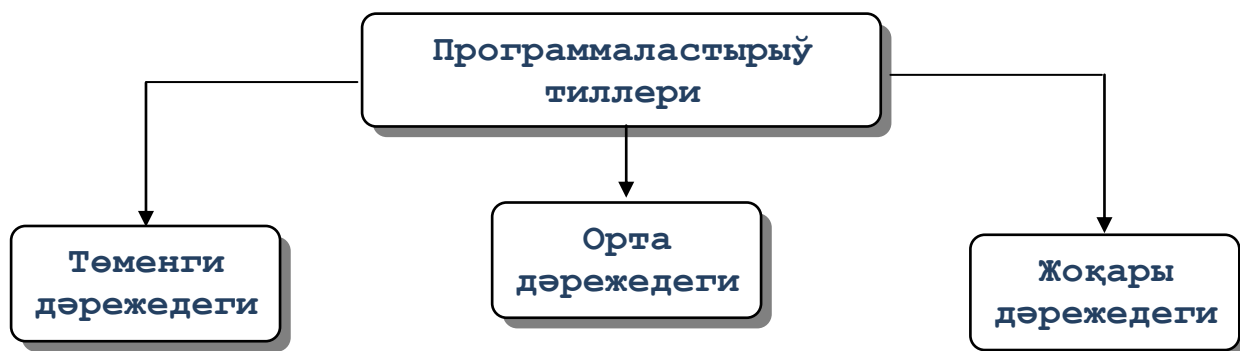 Программаластырыў
тиллери
Төменги
дәрежедеги
Орта
дәрежедеги
Жоқары
дәрежедеги